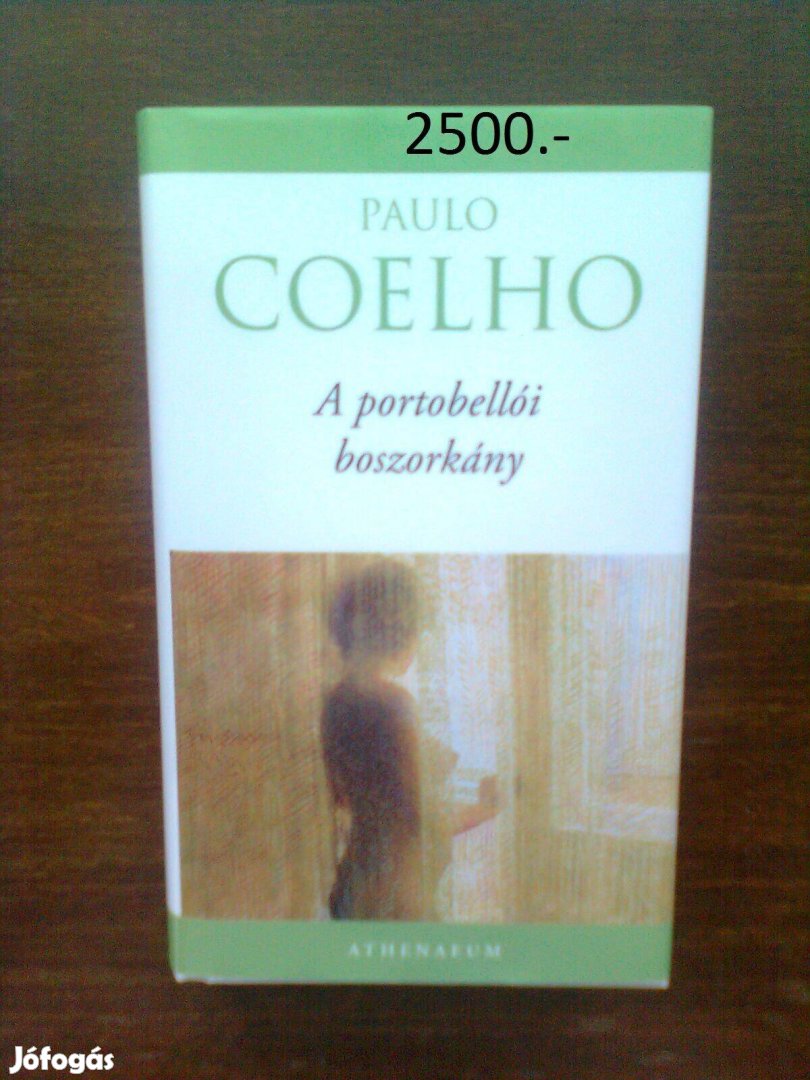 2500.-
PAULO
COELHO
A portobellói
boszorkány
ATHENAEUM
Jófogás